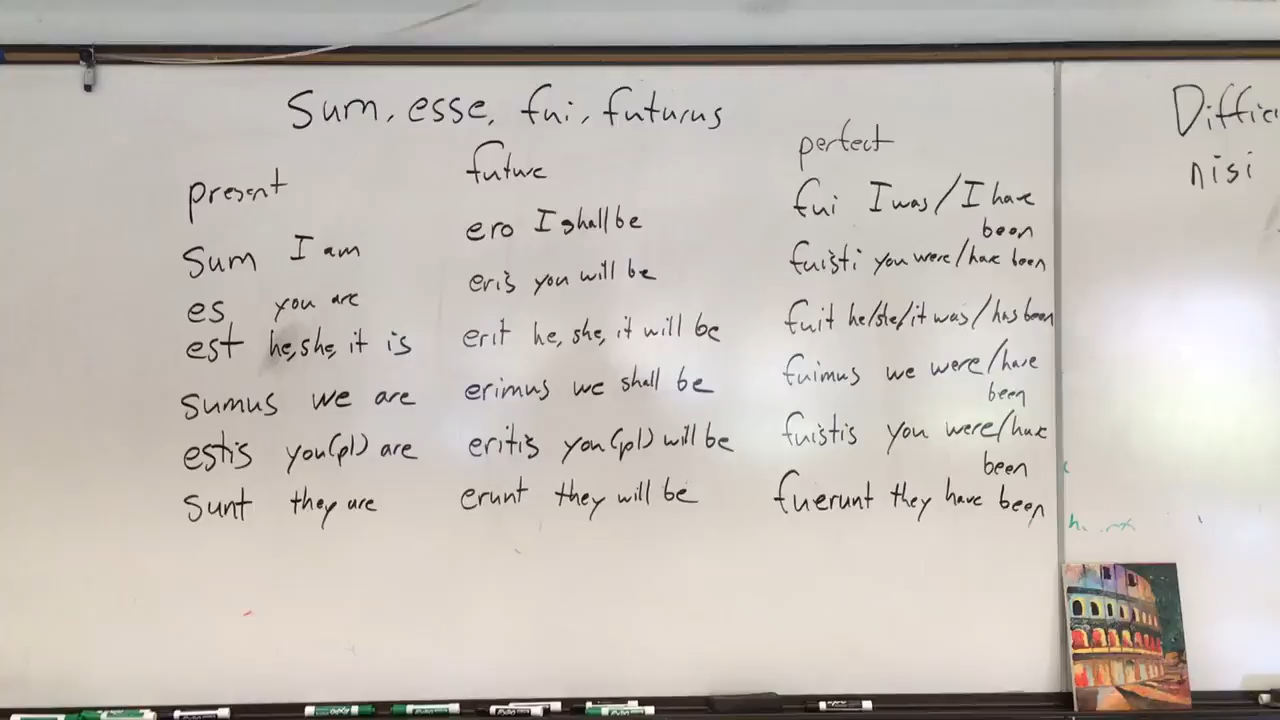 Sum, esse, fui, futurus
present
Sum I am
es you are
est he, she, it is
sumus we are
estis you(pl) are
sunt they are
future
ero I shall be
eris you will be
erit he, she, it will be
erimus we shall be
eritis you(pl) will be
erunt they will be
perfect
fui I was/I have
been
fuisti you were/have been
fuit he/she/it was/has been
fuimus we were/have
been
fuistis you were/have
been
fuerunt they have been
nisi
EXPO